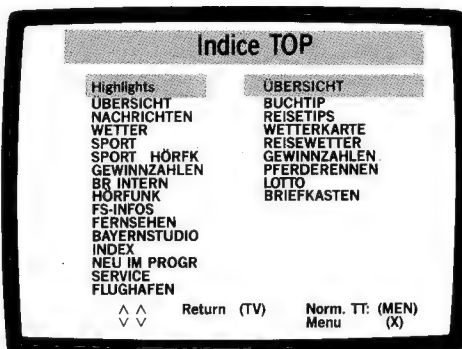 Indice TOP
Highlights
ÜBERSICHT
NACHRICHTEN
WETTER
SPORT
SPORT HÖRFK
GEWINNZAHLEN
BR INTERN
HÖRFUNK
FS-INFOS
FERNSEHEN
BAYERNSTUDIO
INDEX
NEU IM PROGR
SERVICE
FLUGHAFEN
ÜBERSICHT
BUCHTIP
REISETIPS
WETTERKARTE
REISEWETTER
GEWINNZAHLEN
PFERDERENNEN
LOTTO
BRIEFKASTEN
Return (TV) Norm. TT: (MEN)
Menu (X)